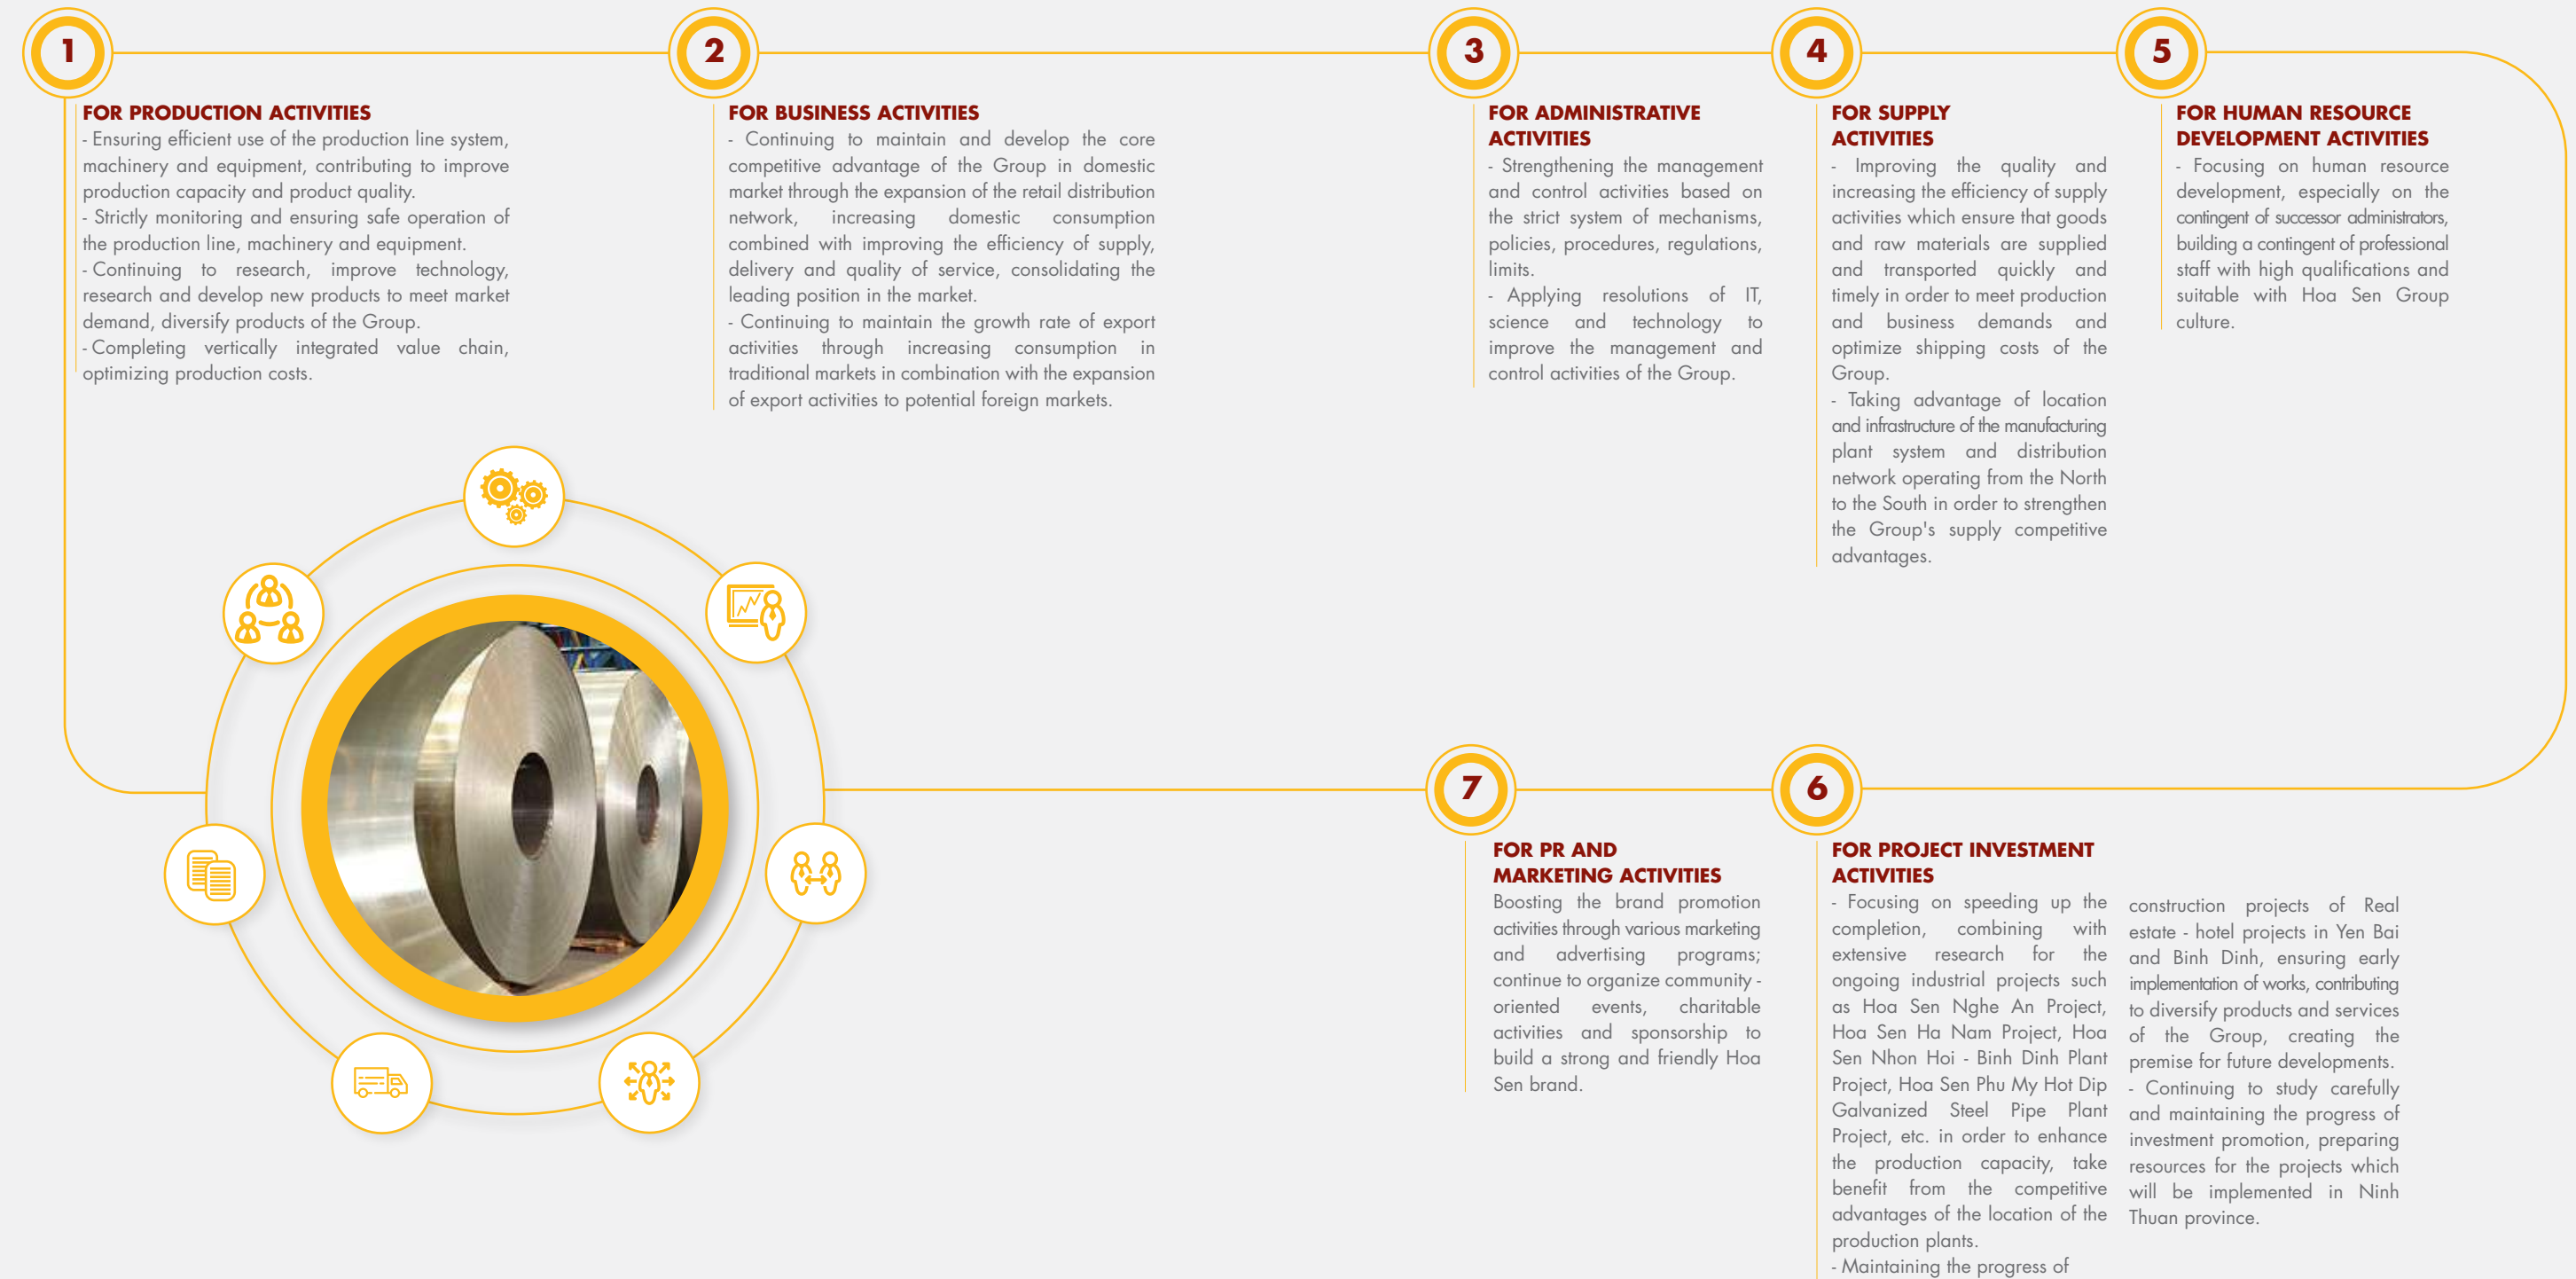 1
FOR PRODUCTION ACTIVITIES
- Ensuring efficient use of the production line system,
machinery and equipment, contributing to improve
production capacity and product quality.
- Strictly monitoring and ensuring safe operation of
the production line, machinery and equipment.
- Continuing to research, improve technology,
research and develop new products to meet market
demand, diversify products of the Group.
- Completing vertically integrated value chain,
optimizing production costs.
2
FOR BUSINESS ACTIVITIES
- Continuing to maintain and develop the core
competitive advantage of the Group in domestic
market through the expansion of the retail distribution
network, increasing domestic consumption
combined with improving the efficiency of supply,
delivery and quality of service, consolidating the
leading position in the market.
- Continuing to maintain the growth rate of export
activities through increasing consumption in
traditional markets in combination with the expansion
of export activities to potential foreign markets.
3
FOR ADMINISTRATIVE
ACTIVITIES
- Strengthening the management
and control activities based on
the strict system of mechanisms,
policies, procedures, regulations,
limits.
- Applying resolutions of IT,
science and technology to
improve the management and
control activities of the Group.
4
FOR SUPPLY
ACTIVITIES
- Improving the quality and
increasing the efficiency of supply
activities which ensure that goods
and raw materials are supplied
and transported quickly and
timely in order to meet production
and business demands and
optimize shipping costs of the
Group.
- Taking advantage of location
and infrastructure of the manufacturing
plant system and distribution
network operating from the North
to the South in order to strengthen
the Group's supply competitive
advantages.
5
FOR HUMAN RESOURCE
DEVELOPMENT ACTIVITIES
- Focusing on human resource
development, especially on the
contingent of successor administrators,
building a contingent of professional
staff with high qualifications and
suitable with Hoa Sen Group
culture.
6
FOR PROJECT INVESTMENT
ACTIVITIES
- Focusing on speeding up the
completion, combining with
extensive research for the
ongoing industrial projects such
as Hoa Sen Nghe An Project,
Hoa Sen Ha Nam Project, Hoa
Sen Nhon Hoi - Binh Dinh Plant
Project, Hoa Sen Phu My Hot Dip
Galvanized Steel Pipe Plant
Project, etc. in order to enhance
the production capacity, take
benefit from the competitive
advantages of the location of the
production plants.
- Maintaining the progress of
construction projects of Real
estate - hotel projects in Yen Bai
and Binh Dinh, ensuring early
implementation of works, contributing
to diversify products and services
of the Group, creating the
premise for future developments.
- Continuing to study carefully
and maintaining the progress of
investment promotion, preparing
resources for the projects which
will be implemented in Ninh
Thuan province.
7
FOR PR AND
MARKETING ACTIVITIES
Boosting the brand promotion
activities through various marketing
and advertising programs;
continue to organize community -
oriented events, charitable
activities and sponsorship to
build a strong and friendly Hoa
Sen brand.